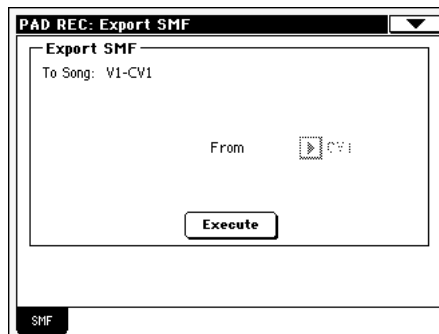 PAD REC: Export SMF
Export SMF
To Song: V1-CV1
From CV1
Execute
SMF